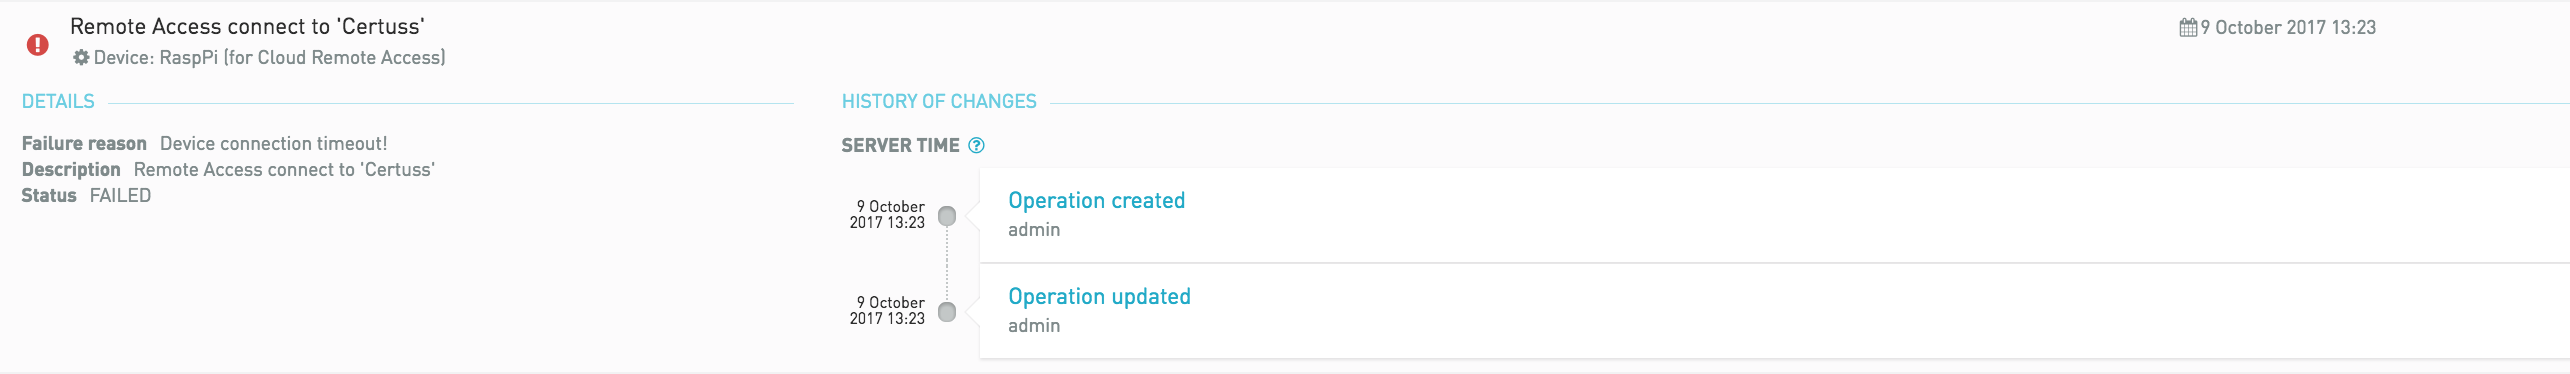 Remote Access connect to 'Certuss'
9 October 2017 13:23
Device: RaspPi (for Cloud Remote Access)
DETAILS
Failure reason Device connection timeout!
Description Remote Access connect to 'Certuss'
Status FAILED
HISTORY OF CHANGES
SERVER TIME
9 October
2017 13:23
Operation created
admin
9 October
2017 13:23
Operation updated
admin